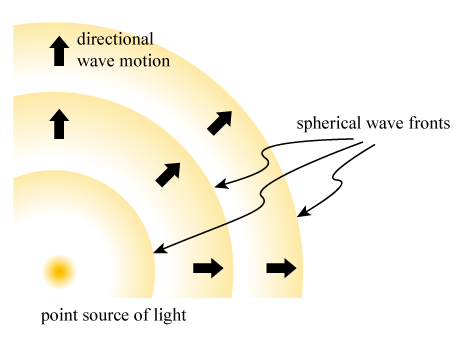 directional
wave motion
spherical wave fronts
point source of light